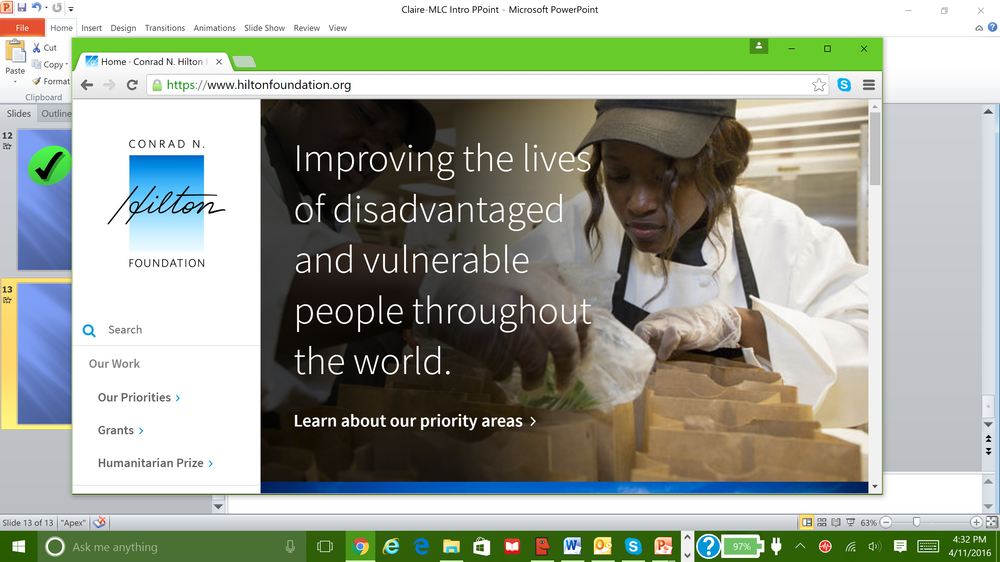 Claire-MLC Intro PPoint - Microsoft PowerPoint
File Home Insert Design Transitions Animations Slide Show Review View
Cut
Copy
Paste
Format
Clipboard
Slides Outline
12
13
Home · Conrad N. Hilton
https://www.hiltonfoundation.org
CONRAD N.
Hilton
FOUNDATION
Search
Our Work
Our Priorities >
Grants >
Humanitarian Prize >
Improving the lives
of disadvantaged
and vulnerable
people throughout
the world.
Learn about our priority areas >
Slide 13 of 13 "Apex" 63%
Ask me anything
97%
4:32 PM
4/11/2016